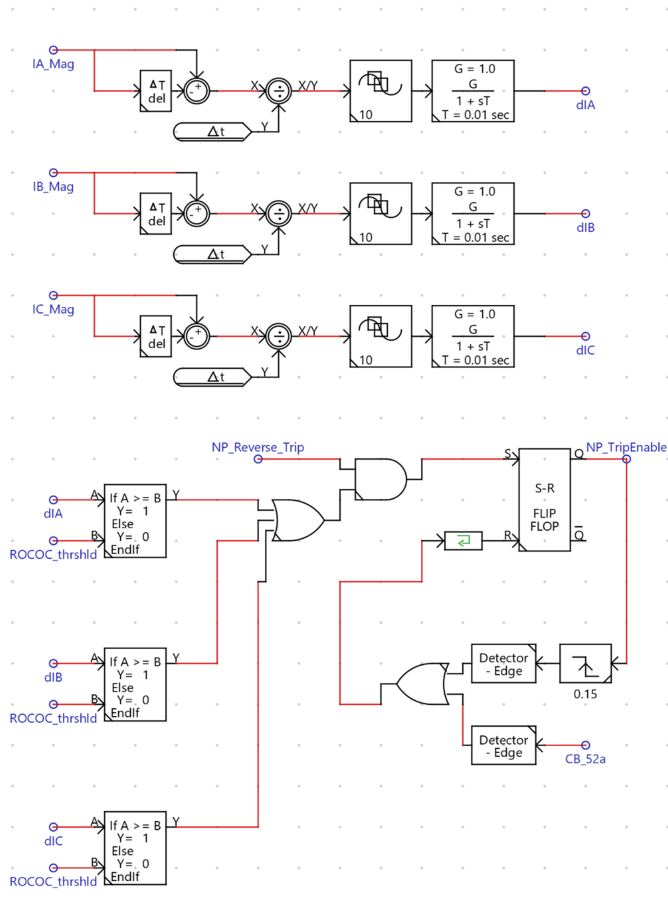 IA_Mag
Δ T
del
-
+
X
÷
X/Y
Y
Δt
10
G = 1.0
G
1 + sT
T = 0.01 sec
dIA
IB_Mag
Δ T
del
-
+
X
÷
X/Y
Y
Δt
10
G = 1.0
G
1 + sT
T = 0.01 sec
dIB
IC_Mag
Δ T
del
-
+
X
÷
X/Y
Y
Δt
10
G = 1.0
G
1 + sT
T = 0.01 sec
dIC
NP_Reverse_Trip
NP_TripEnable
S
Q
S-R
FLIP
FLOP
R
Q
A
dIA
B
ROCOC_thrshld
If A >= B
Y= 1
Else
Y= 0
EndIf
Y
A
dIB
B
ROCOC_thrshld
If A >= B
Y= 1
Else
Y= 0
EndIf
Y
Detector
- Edge
0.15
Detector
- Edge
CB_52a
A
dIC
B
ROCOC_thrshld
If A >= B
Y= 1
Else
Y= 0
EndIf
Y